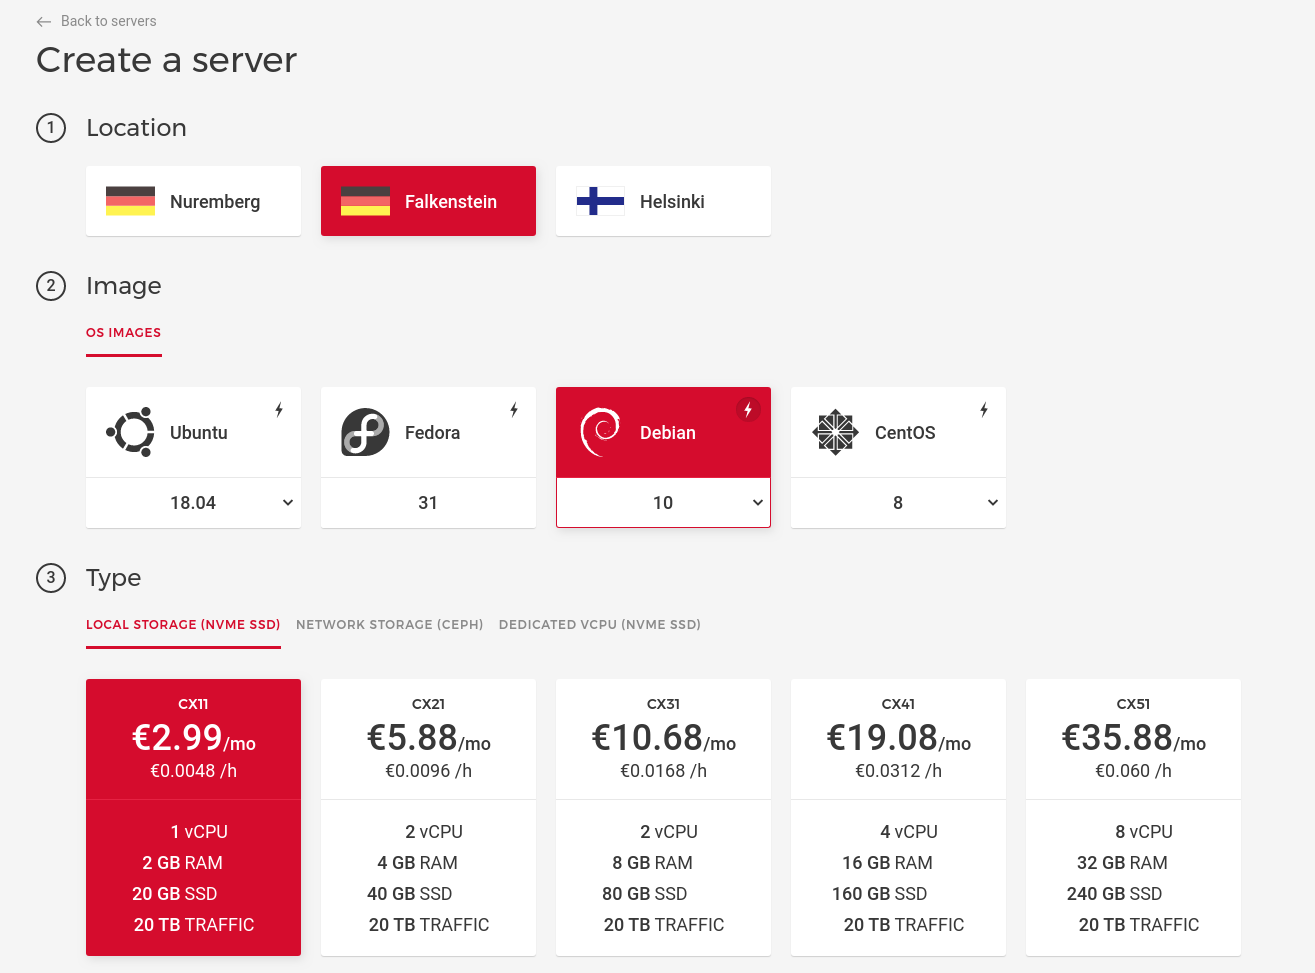 Back to servers
Create a server
1 Location
Nuremberg Falkenstein Helsinki
2 Image
OS IMAGES
Ubuntu Fedora Debian CentOS
18.04 31 10 8
3 Type
LOCAL STORAGE (NVME SSD) NETWORK STORAGE (CEPH) DEDICATED VCPU (NVME SSD)
CX11 CX21 CX31 CX41 CX51
€2.99/mo €5.88/mo €10.68/mo €19.08/mo €35.88/mo
€0.0048 /h €0.0096 /h €0.0168 /h €0.0312 /h €0.060 /h
1 vCPU 2 vCPU 2 vCPU 4 vCPU 8 vCPU
2 GB RAM 4 GB RAM 8 GB RAM 16 GB RAM 32 GB RAM
20 GB SSD 40 GB SSD 80 GB SSD 160 GB SSD 240 GB SSD
20 TB TRAFFIC 20 TB TRAFFIC 20 TB TRAFFIC 20 TB TRAFFIC 20 TB TRAFFIC